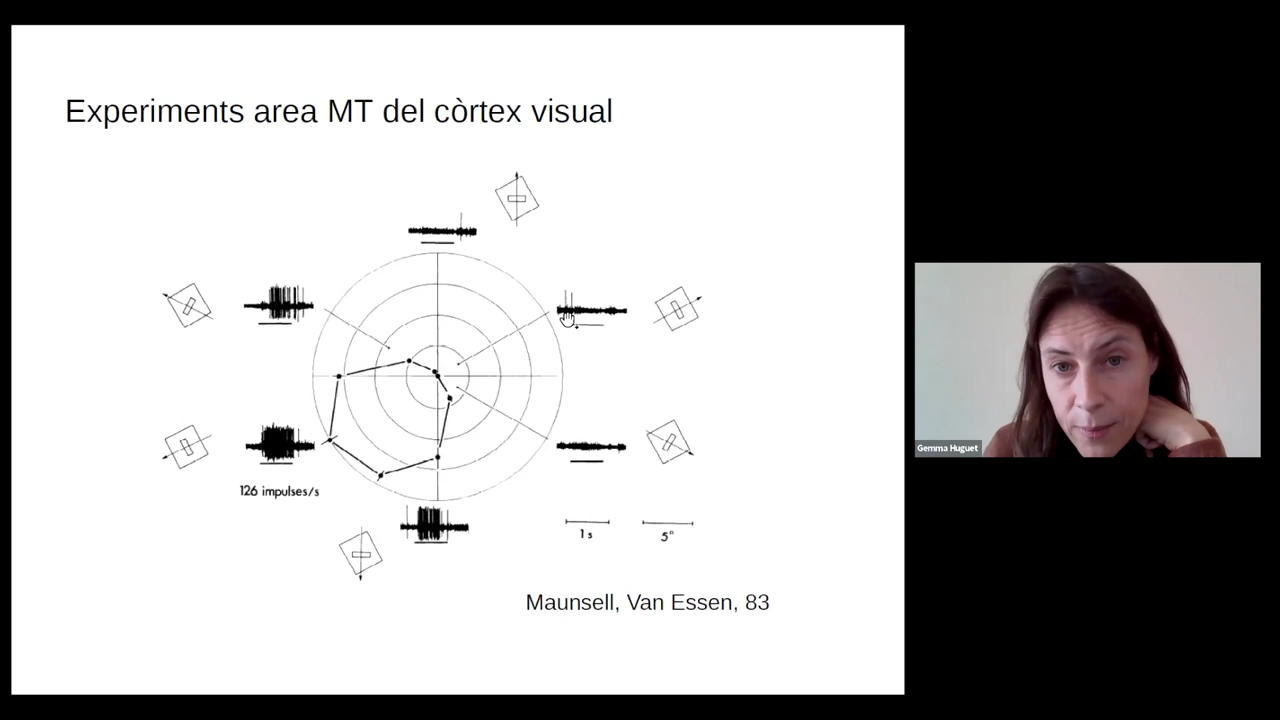 Experiments area MT del còrtex visual
126 impulses/s
1 s
5°
Maunsell, Van Essen, 83
Gemma Huguet